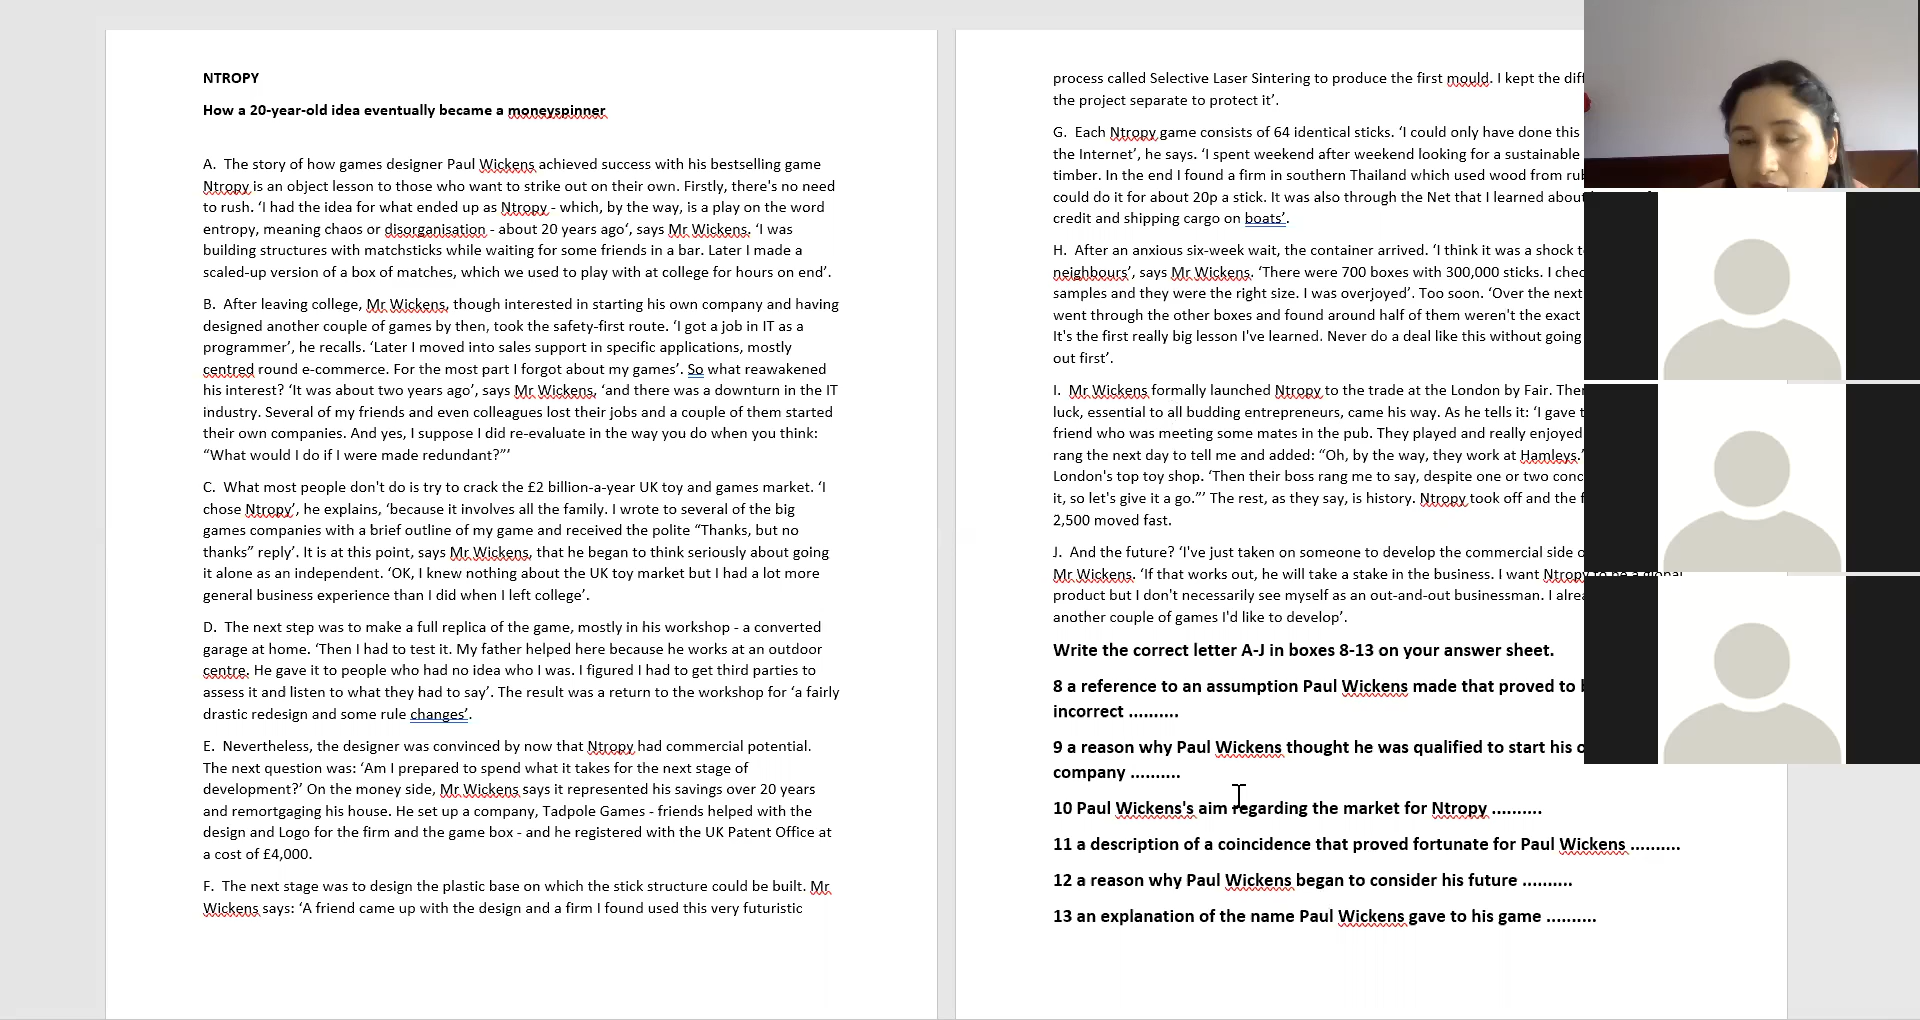 NTROPY
How a 20-year-old idea eventually became a moneyspinner
A. The story of how games designer Paul Wickens achieved success with his bestselling game
Ntropy is an object lesson to those who want to strike out on their own. Firstly, there's no need
to rush. ‘I had the idea for what ended up as Ntropy - which, by the way, is a play on the word
entropy, meaning chaos or disorganisation - about 20 years ago‘, says Mr Wickens. ‘I was
building structures with matchsticks while waiting for some friends in a bar. Later I made a
scaled-up version of a box of matches, which we used to play with at college for hours on end’.
B. After leaving college, Mr Wickens, though interested in starting his own company and having
designed another couple of games by then, took the safety-first route. ‘I got a job in IT as a
programmer’, he recalls. ‘Later I moved into sales support in specific applications, mostly
centred round e-commerce. For the most part I forgot about my games’. So what reawakened
his interest? ‘It was about two years ago’, says Mr Wickens, ‘and there was a downturn in the IT
industry. Several of my friends and even colleagues lost their jobs and a couple of them started
their own companies. And yes, I suppose I did re-evaluate in the way you do when you think:
“What would I do if I were made redundant?”’
C. What most people don't do is try to crack the £2 billion-a-year UK toy and games market. ‘I
chose Ntropy’, he explains, ‘because it involves all the family. I wrote to several of the big
games companies with a brief outline of my game and received the polite “Thanks, but no
thanks” reply’. It is at this point, says Mr Wickens, that he began to think seriously about going
it alone as an independent. ‘OK, I knew nothing about the UK toy market but I had a lot more
general business experience than I did when I left college’.
D. The next step was to make a full replica of the game, mostly in his workshop - a converted
garage at home. ‘Then I had to test it. My father helped here because he works at an outdoor
centre. He gave it to people who had no idea who I was. I figured I had to get third parties to
assess it and listen to what they had to say’. The result was a return to the workshop for ‘a fairly
drastic redesign and some rule changes’.
E. Nevertheless, the designer was convinced by now that Ntropy had commercial potential.
The next question was: ‘Am I prepared to spend what it takes for the next stage of
development?’ On the money side, Mr Wickens says it represented his savings over 20 years
and remortgaging his house. He set up a company, Tadpole Games - friends helped with the
design and Logo for the firm and the game box - and he registered with the UK Patent Office at
a cost of £4,000.
F. The next stage was to design the plastic base on which the stick structure could be built. Mr
Wickens says: ‘A friend came up with the design and a firm I found used this very futuristic
process called Selective Laser Sintering to produce the first mould. I kept the
the project separate to protect it’.
G. Each Ntropy game consists of 64 identical sticks. ‘I could only have done this
the Internet’, he says. ‘I spent weekend after weekend looking for a sustainable
timber. In the end I found a firm in southern Thailand which used wood from
could do it for about 20p a stick. It was also through the Net that I learned about
credit and shipping cargo on boats’.
H. After an anxious six-week wait, the container arrived. ‘I think it was a shock
neighbours’, says Mr Wickens. ‘There were 700 boxes with 300,000 sticks. I
samples and they were the right size. I was overjoyed’. Too soon. ‘Over the next
went through the other boxes and found around half of them weren't the exact
It's the first really big lesson I've learned. Never do a deal like this without going
out first’.
I. Mr Wickens formally launched Ntropy to the trade at the London by Fair.
luck, essential to all budding entrepreneurs, came his way. As he tells it: ‘I gave
friend who was meeting some mates in the pub. They played and really enjoyed
rang the next day to tell me and added: “Oh, by the way, they work at Hamleys.’
London's top toy shop. ‘Then their boss rang me to say, despite one or two
it, so let's give it a go.”’ The rest, as they say, is history. Ntropy took off and the
2,500 moved fast.
J. And the future? ‘I've just taken on someone to develop the commercial side
Mr Wickens. ‘If that works out, he will take a stake in the business. I want Ntropy to be a global
product but I don't necessarily see myself as an out-and-out businessman. I
another couple of games I'd like to develop’.
Write the correct letter A-J in boxes 8-13 on your answer sheet.
8 a reference to an assumption Paul Wickens made that proved to
incorrect ..........
9 a reason why Paul Wickens thought he was qualified to start his
company ..........
10 Paul Wickens's aim regarding the market for Ntropy ..........
11 a description of a coincidence that proved fortunate for Paul Wickens ..........
12 a reason why Paul Wickens began to consider his future ..........
13 an explanation of the name Paul Wickens gave to his game ..........